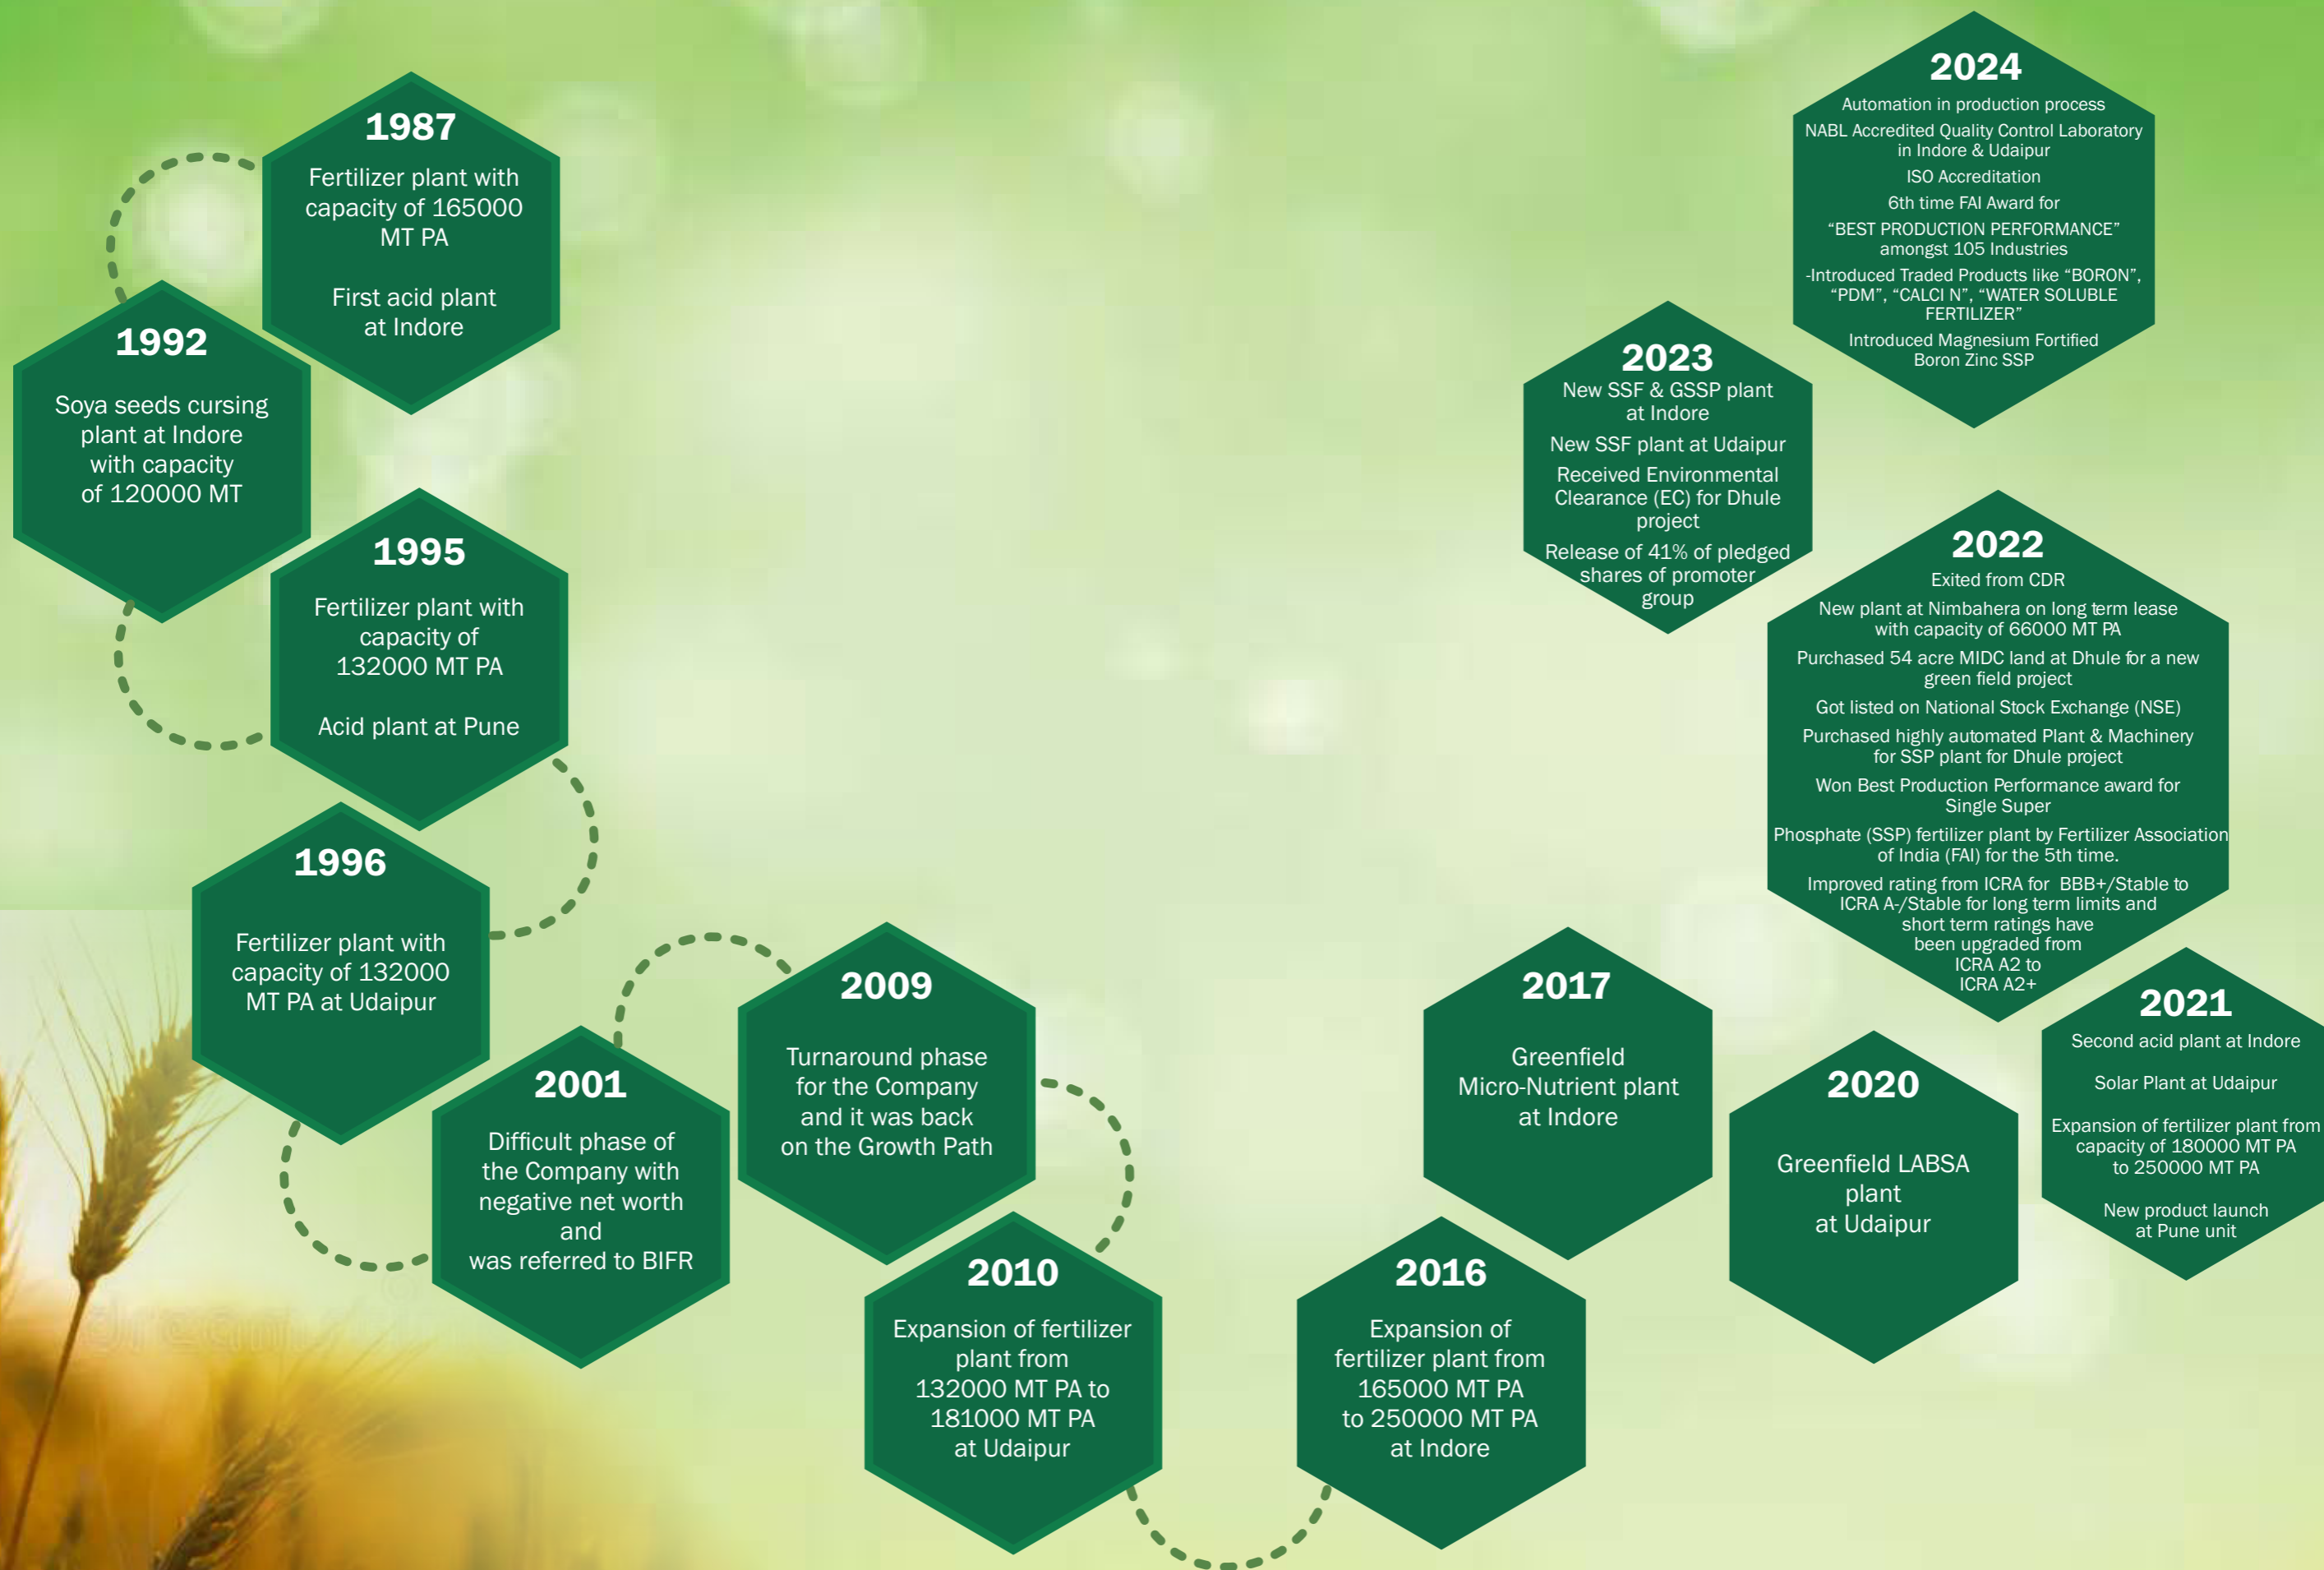 1987
Fertilizer plant with
capacity of 165000
MT PA
First acid plant
at Indore
1992
Soya seeds cursing
plant at Indore
with capacity
of 120000 MT
1995
Fertilizer plant with
capacity of
132000 MT PA
Acid plant at Pune
1996
Fertilizer plant with
capacity of 132000
MT PA at Udaipur
2001
Difficult phase of
the Company with
negative net worth
and
was referred to BIFR
2009
Turnaround phase
for the Company
and it was back
on the Growth Path
2010
Expansion of fertilizer
plant from
132000 MT PA to
181000 MT PA
at Udaipur
2016
Expansion of
fertilizer plant from
165000 MT PA
to 250000 MT PA
at Indore
2017
Greenfield
Micro-Nutrient plant
at Indore
2020
Greenfield LABSA
plant
at Udaipur
2021
Second acid plant at Indore
Solar Plant at Udaipur
Expansion of fertilizer plant from
capacity of 180000 MT PA
to 250000 MT PA
New product launch
at Pune unit
2022
Exited from CDR
New plant at Nimbahera on long term lease
with capacity of 66000 MT PA
Purchased 54 acre MIDC land at Dhule for a new
green field project
Got listed on National Stock Exchange (NSE)
Purchased highly automated Plant & Machinery
for SSP plant for Dhule project
Won Best Production Performance award for
Single Super
Phosphate (SSP) fertilizer plant by Fertilizer Association
of India (FAI) for the 5th time.
Improved rating from ICRA for BBB+/Stable to
ICRA A-/Stable for long term limits and
short term ratings have
been upgraded from
ICRA A2 to
ICRA A2+
2023
New SSF & GSSP plant
at Indore
New SSF plant at Udaipur
Received Environmental
Clearance (EC) for Dhule
project
Release of 41% of pledged
shares of promoter
group
2024
Automation in production process
NABL Accredited Quality Control Laboratory
in Indore & Udaipur
ISO Accreditation
6th time FAI Award for
“BEST PRODUCTION PERFORMANCE”
amongst 105 Industries
-Introduced Traded Products like “BORON”,
“PDM”, “CALCI N”, “WATER SOLUBLE
FERTILIZER”
Introduced Magnesium Fortified
Boron Zinc SSP